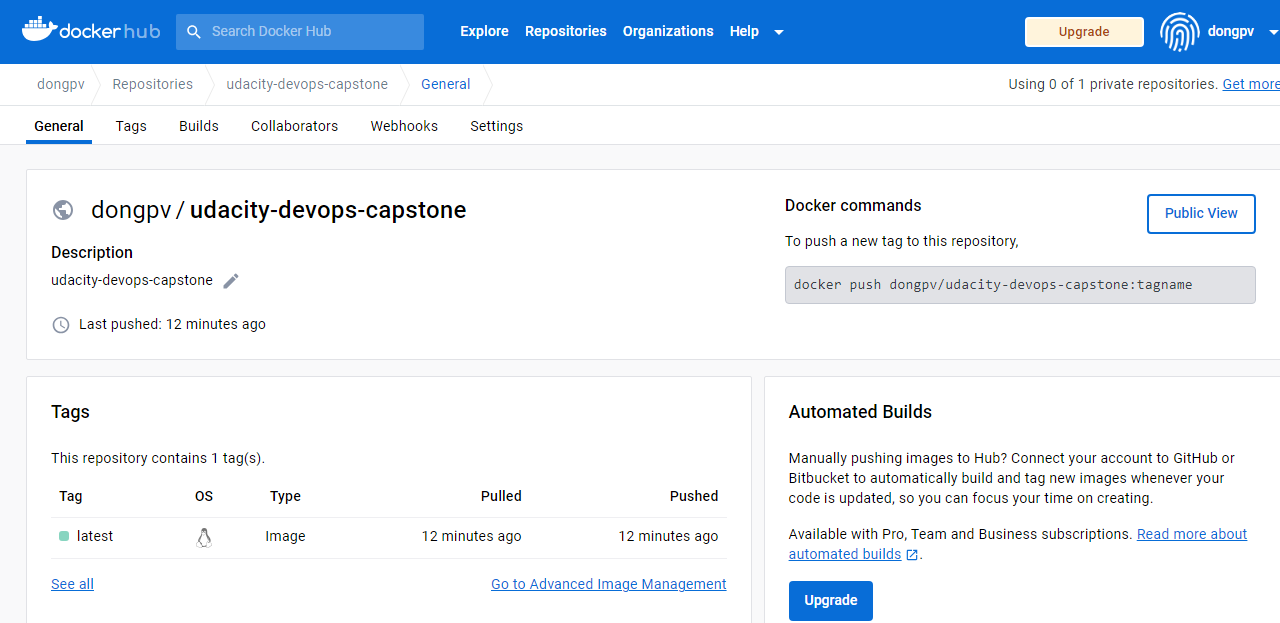 docker hub Search Docker Hub Explore Repositories Organizations Help Upgrade dongpv
dongpv Repositories udacity-devops-capstone General Using 0 of 1 private repositories. Get more
General Tags Builds Collaborators Webhooks Settings
dongpv / udacity-devops-capstone
Description
udacity-devops-capstone
Last pushed: 12 minutes ago
Docker commands
Public View
To push a new tag to this repository,
docker push dongpv/udacity-devops-capstone:tagname
Tags
This repository contains 1 tag(s).
Tag OS Type Pulled Pushed
latest Image 12 minutes ago 12 minutes ago
See all Go to Advanced Image Management
Automated Builds
Manually pushing images to Hub? Connect your account to GitHub or
Bitbucket to automatically build and tag new images whenever your
code is updated, so you can focus your time on creating.
Available with Pro, Team and Business subscriptions. Read more about
automated builds .
Upgrade